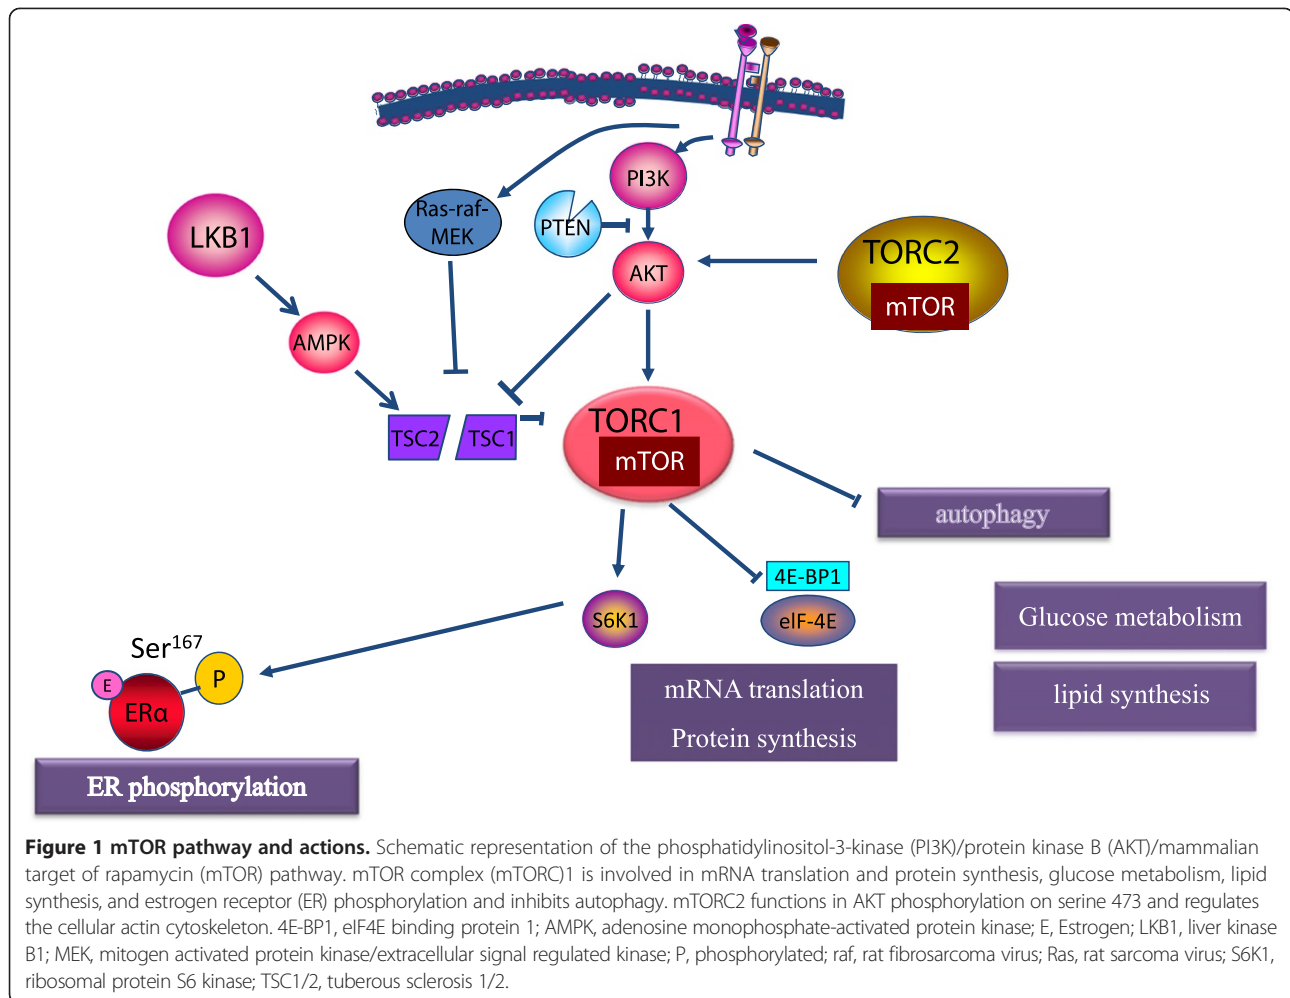 PI3K
Ras-raf-
MEK
PTEN
LKB1
AKT
TORC2
mTOR
AMPK
TSC2
TSC1
TORC1
mTOR
autophagy
4E-BP1
eIF-4E
S6K1
Glucose metabolism
lipid synthesis
Ser167
P
E
ERα
mRNA translation
Protein synthesis
ER phosphorylation
Figure 1 mTOR pathway and actions. Schematic representation of the phosphatidylinositol-3-kinase (PI3K)/protein kinase B (AKT)/mammalian
target of rapamycin (mTOR) pathway. mTOR complex (mTORC)1 is involved in mRNA translation and protein synthesis, glucose metabolism, lipid
synthesis, and estrogen receptor (ER) phosphorylation and inhibits autophagy. mTORC2 functions in AKT phosphorylation on serine 473 and regulates
the cellular actin cytoskeleton. 4E-BP1, eIF4E binding protein 1; AMPK, adenosine monophosphate-activated protein kinase; E, Estrogen; LKB1, liver kinase
B1; MEK, mitogen activated protein kinase/extracellular signal regulated kinase; P, phosphorylated; raf, rat fibrosarcoma virus; Ras, rat sarcoma virus; S6K1,
ribosomal protein S6 kinase; TSC1/2, tuberous sclerosis 1/2.